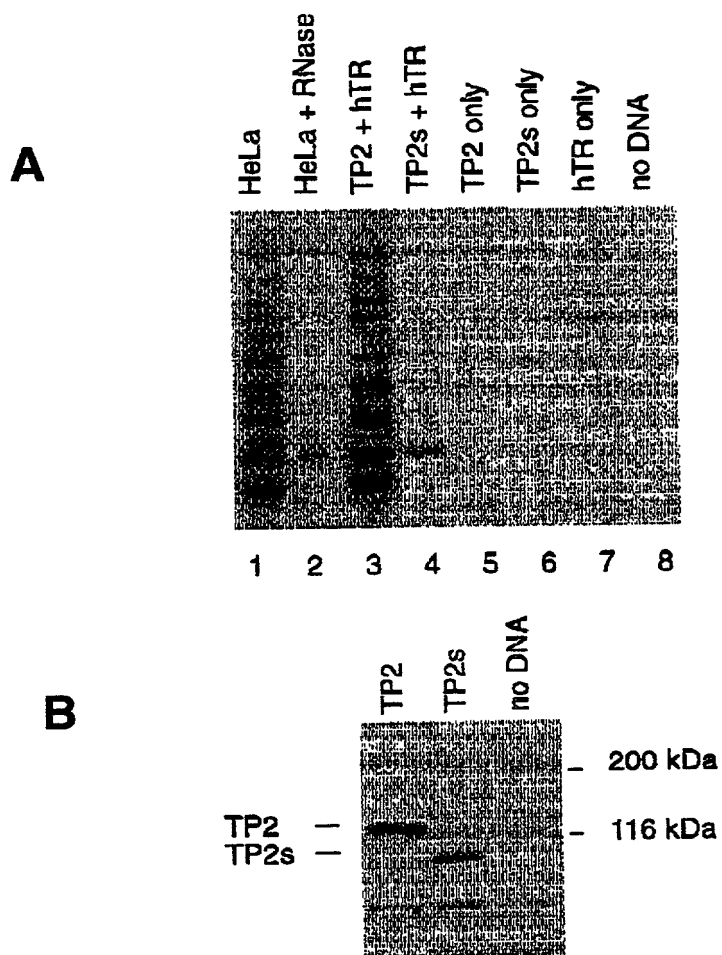 A
HeLa
HeLa + RNase
TP2 + hTR
TP2s + hTR
TP2 only
TP2s only
hTR only
no DNA
1 2 3 4 5 6 7 8
B
TP2
TP2s
no DNA
200 kDa
TP2
116 kDa
TP2s